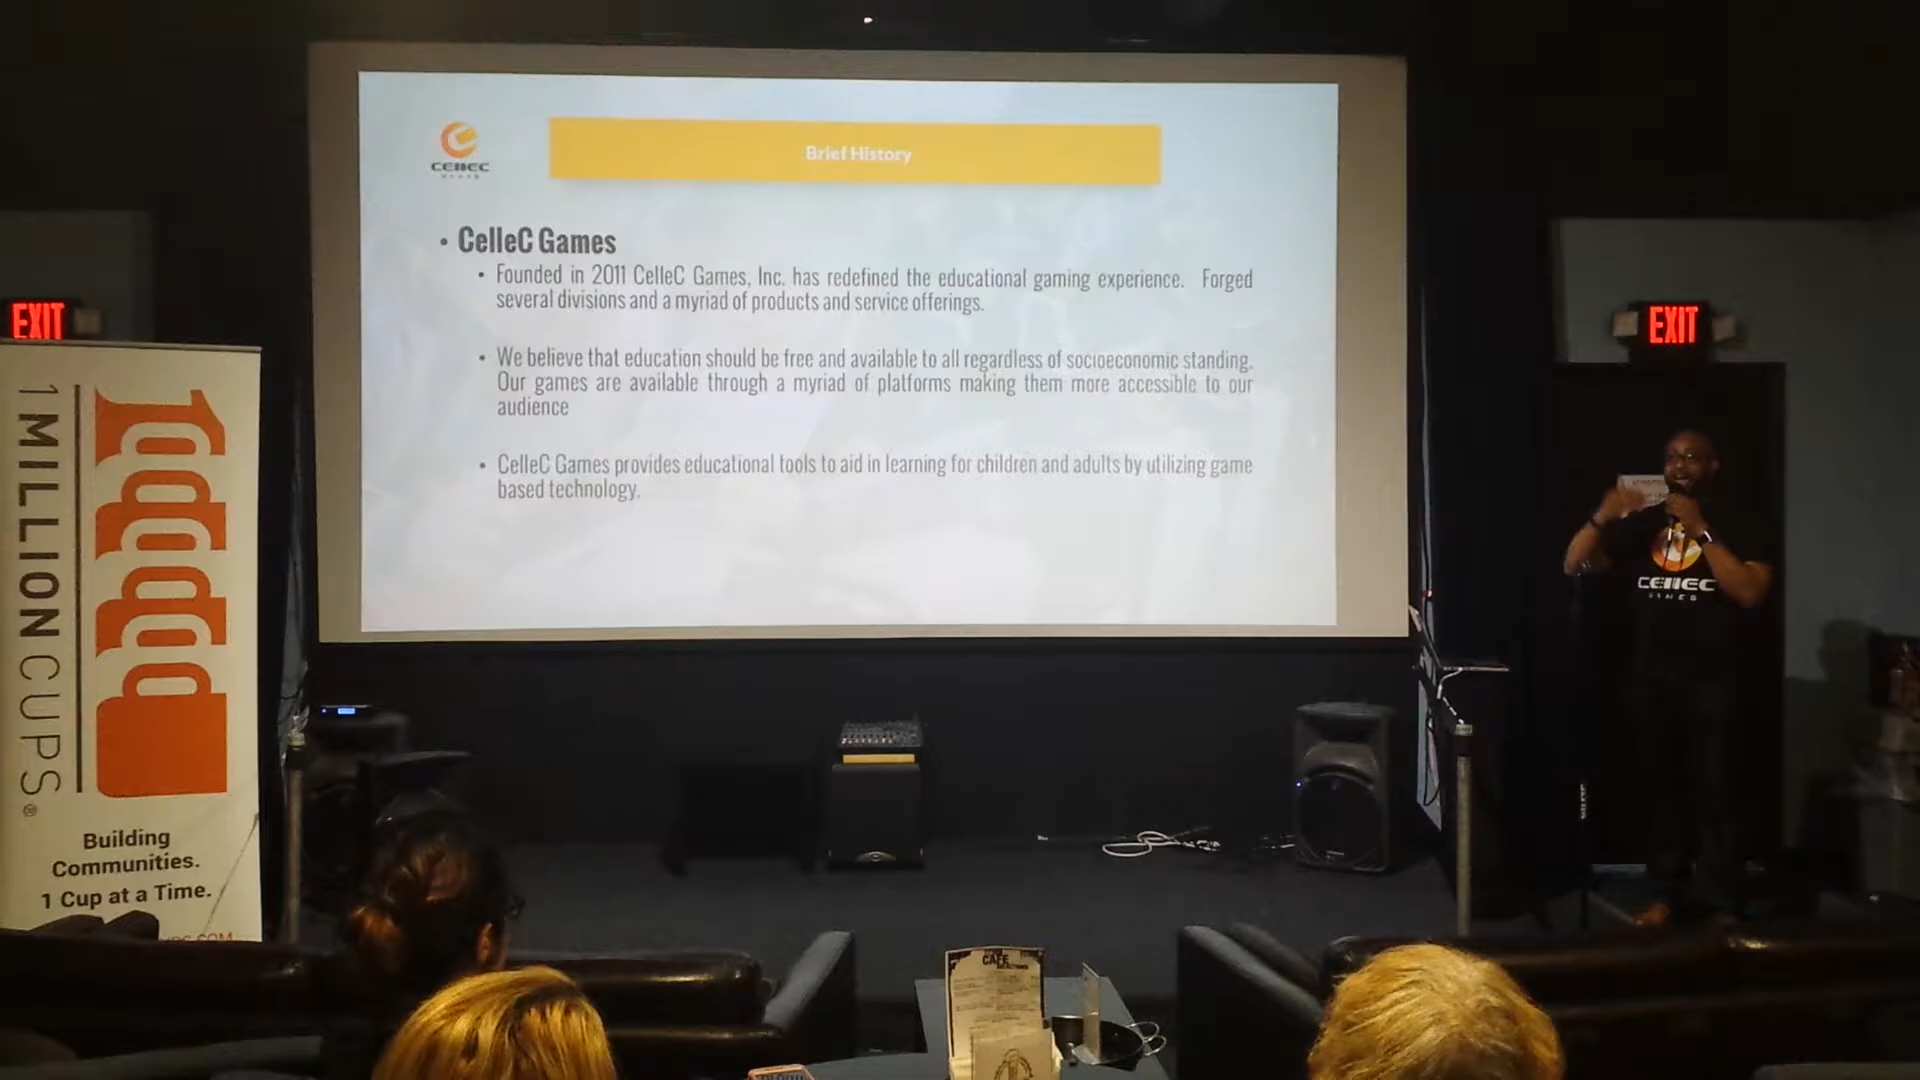 Brief History
CEllEC
GAMES
• CelleC Games
• Founded in 2011 CelleC Games, Inc. has redefined the educational gaming experience. Forged
several divisions and a myriad of products and service offerings.
• We believe that education should be free and available to all regardless of socioeconomic standing.
Our games are available through a myriad of platforms making them more accessible to our
audience
• CelleC Games provides educational tools to aid in learning for children and adults by utilizing game
based technology.
EXIT
EXIT
1 MILLION CUPS®
Building
Communities.
1 Cup at a Time.
CEllEC
GAMES
CAFE